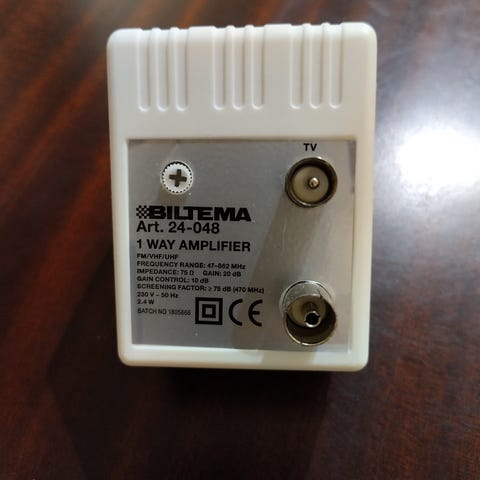 TV
BILTEMA
Art. 24-048
1 WAY AMPLIFIER
FM/VHF/UHF
FREQUENCY RANGE: 47-862 MHz
IMPEDANCE: 75 Ω GAIN: 20 dB
GAIN CONTROL: 10 dB
SCREENING FACTOR: ≥ 75 dB (470 MHz)
230 V ~ 50 Hz
2.4 W
BATCH NO 1805866
CE